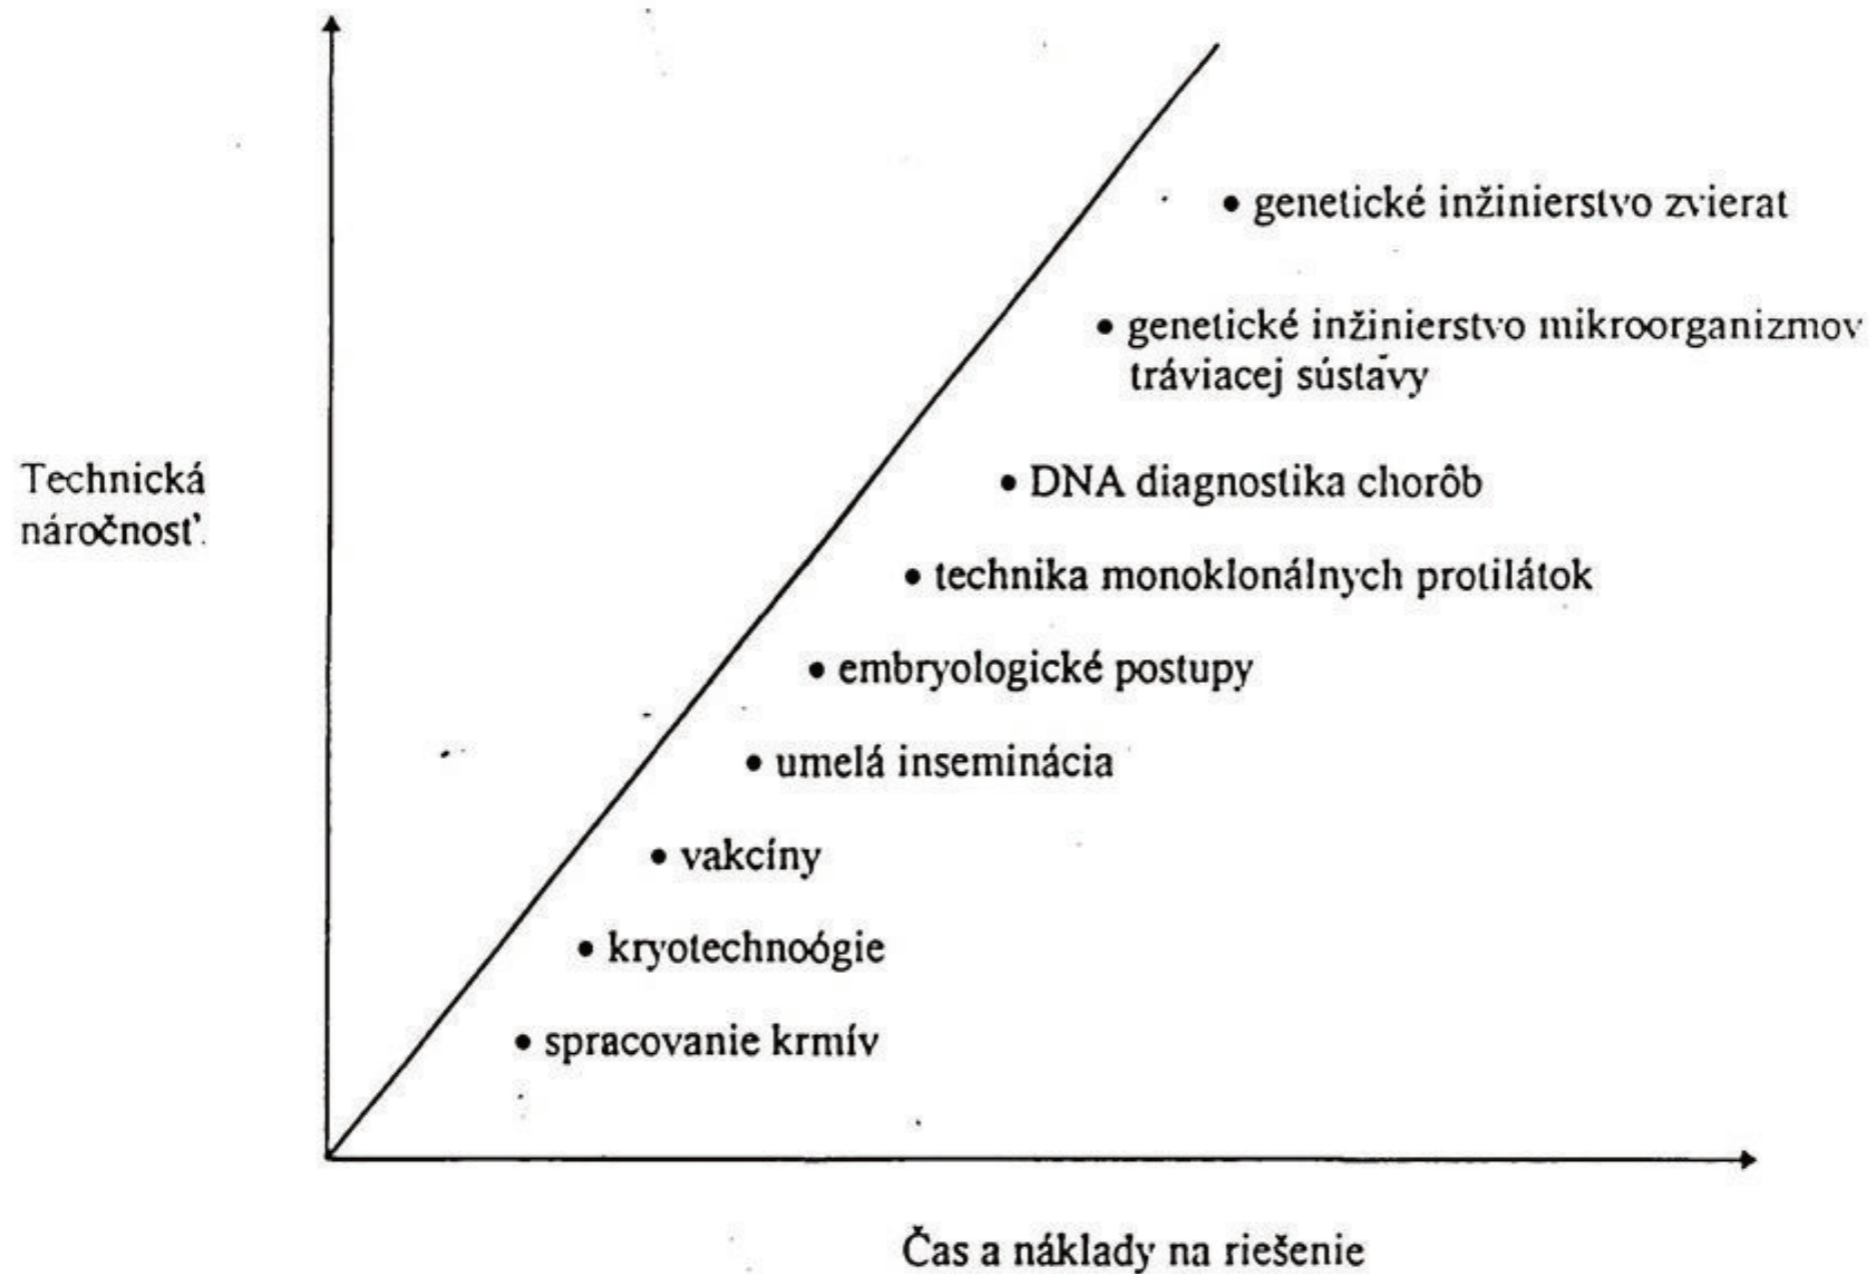 genetické inžinierstvo zvierat
genetické inžinierstvo mikroorganizmov
tráviacej sústavy
Technická
náročnosť
DNA diagnostika chorôb
technika monoklonálnych protilátok
embryologické postupy
umelá inseminácia
vakcíny
kryotechnoógie
spracovanie krmív
Čas a náklady na riešenie